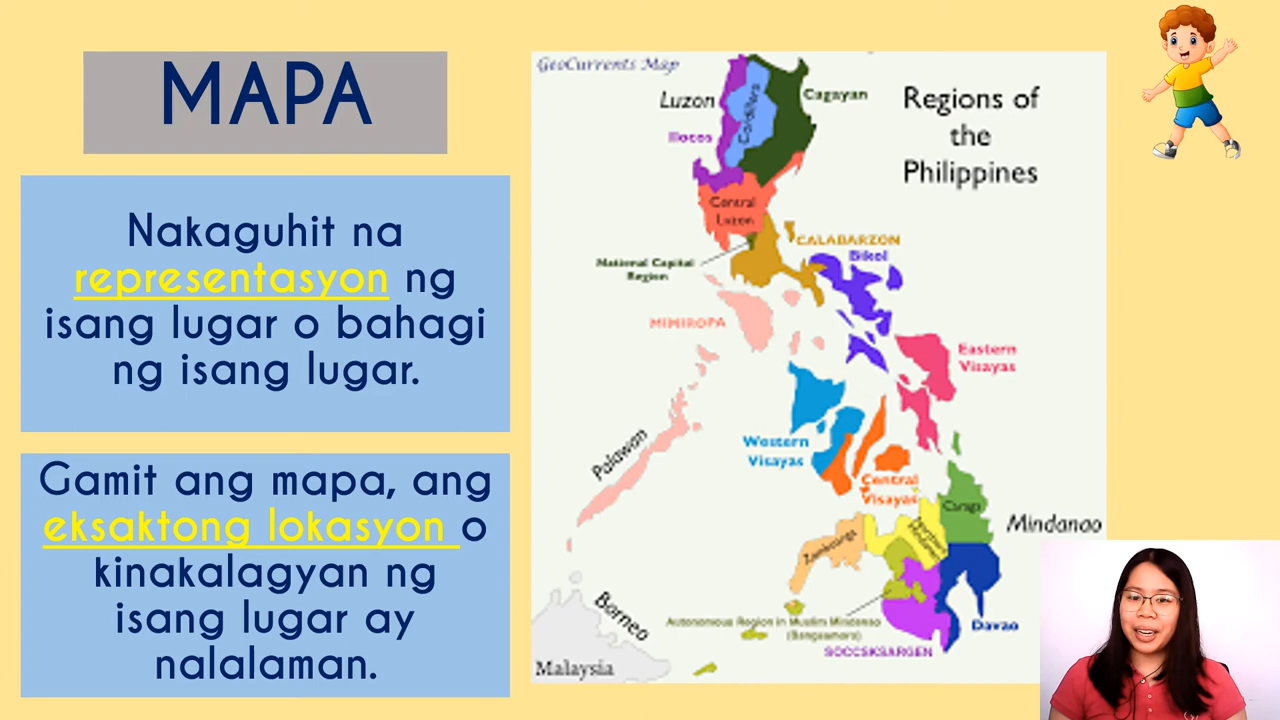 MAPA
Nakaguhit na
representasyon ng
isang lugar o bahagi
ng isang lugar.
Gamit ang mapa, ang
eksaktong lokasyon o
kinakalagyan ng
isang lugar ay
nalalaman.
GeoCurrents Map
Regions of
the
Philippines
Luzon
Cagayan
Cordillera
Ilocos
Central
Luzon
CALABARZON
Bikol
National Capital
Region
MIMIROPA
Eastern
Visayas
Palawan
Western
Visayas
Central
Visayas
Caraga
Mindanao
Northern
Mindanao
Zamboanga
Borneo
Autonomous Region in Muslim Mindanao
(Bangsamoro)
Davao
SOCCSKSARGEN
Malaysia